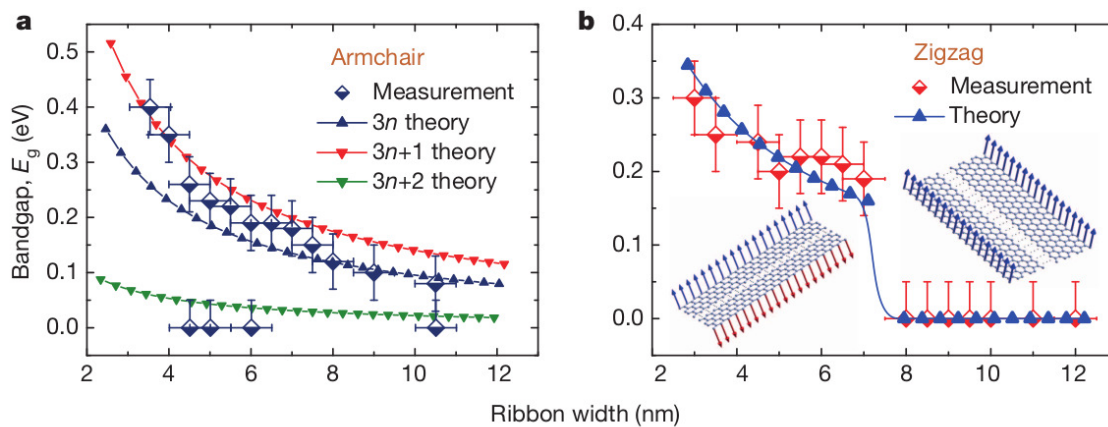 a
Armchair
Measurement
3n theory
3n+1 theory
3n+2 theory
Bandgap, Eg (eV)
0.5
0.4
0.3
0.2
0.1
0.0
2 4 6 8 10 12
b
Zigzag
Measurement
Theory
0.4
0.3
0.2
0.1
0.0
2 4 6 8 10 12
Ribbon width (nm)